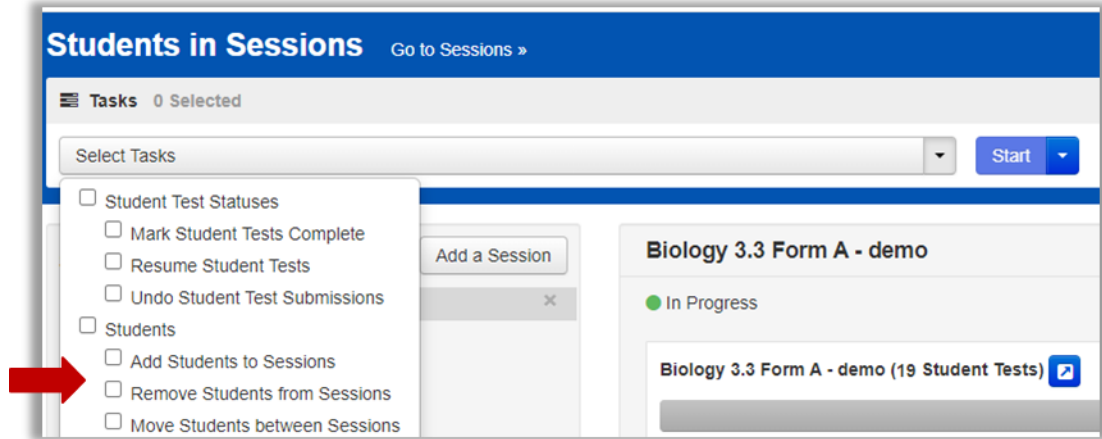 Students in Sessions Go to Sessions »
Tasks 0 Selected
Select Tasks
Start
Student Test Statuses
Mark Student Tests Complete
Resume Student Tests
Undo Student Test Submissions
Students
Add Students to Sessions
Remove Students from Sessions
Move Students between Sessions
Add a Session
Biology 3.3 Form A - demo
In Progress
Biology 3.3 Form A - demo (19 Student Tests)